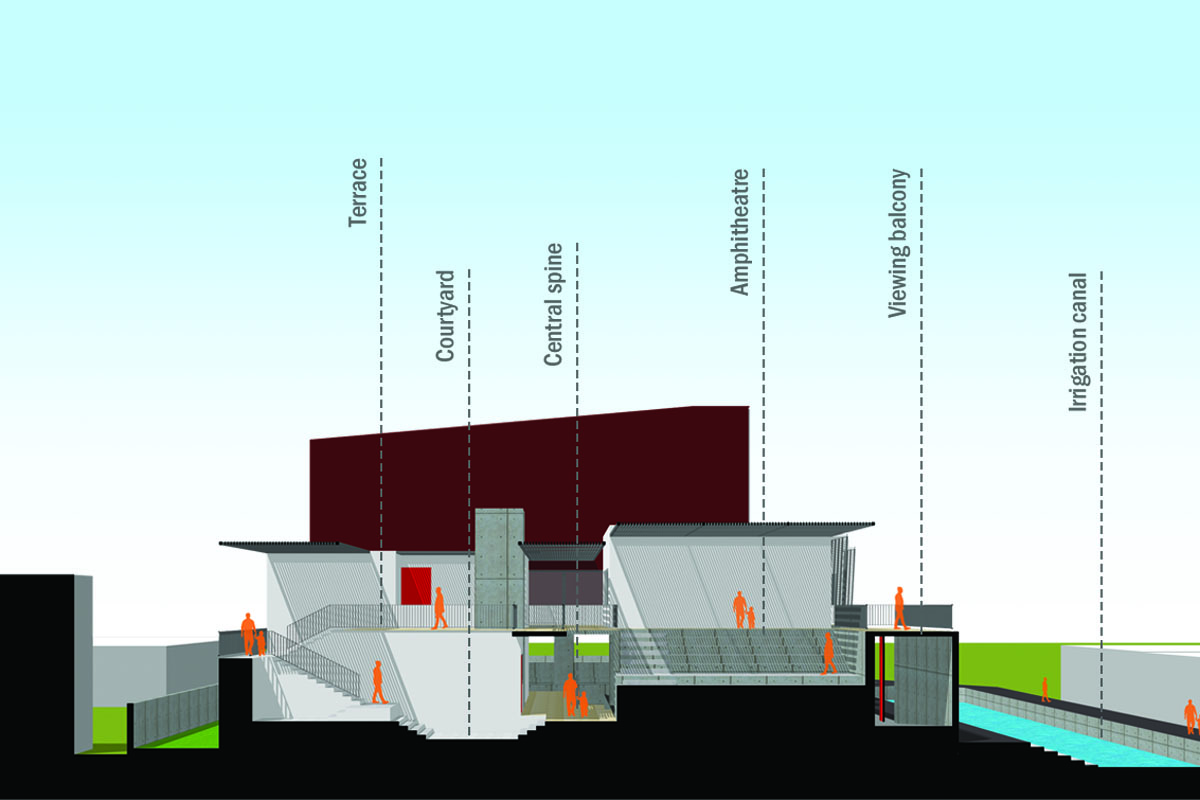 Terrace
Courtyard
Central spine
Amphitheatre
Viewing balcony
Irrigation canal